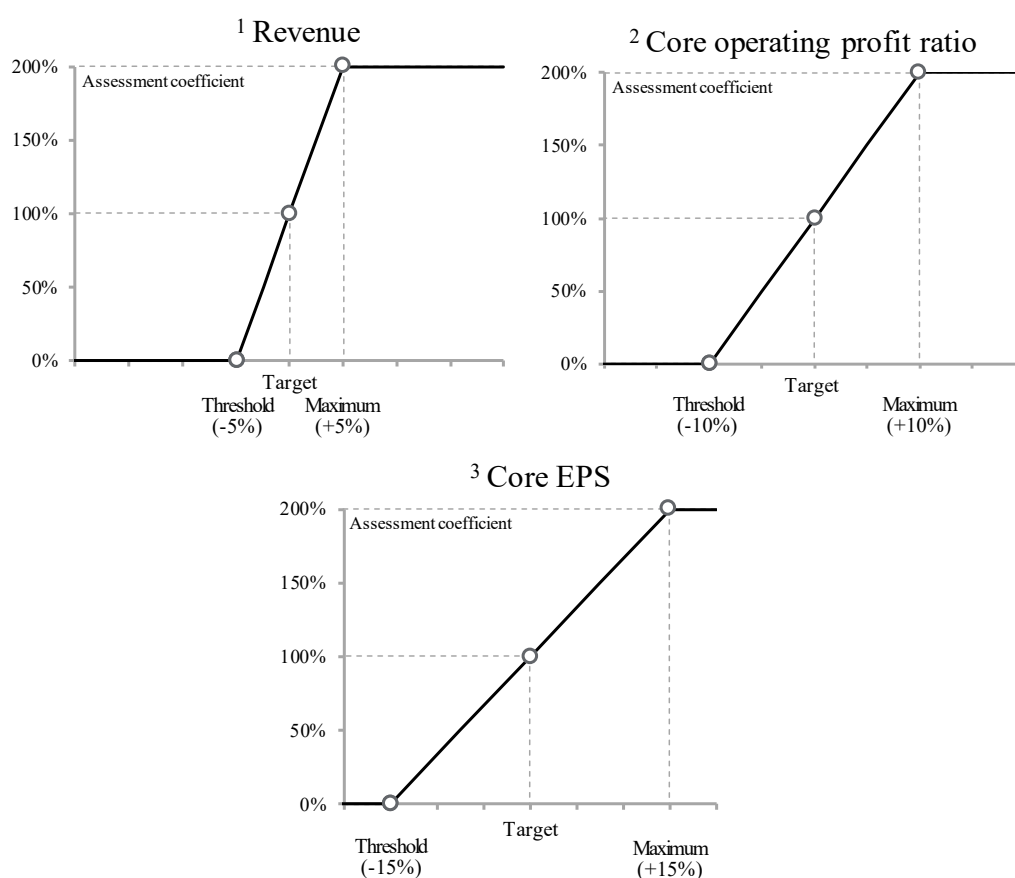 1 Revenue
200%
Assessment coefficient
150%
100%
50%
0%
Target
Threshold
(-5%)
Maximum
(+5%)
2 Core operating profit ratio
200%
Assessment coefficient
150%
100%
50%
0%
Target
Threshold
(-10%)
Maximum
(+10%)
3 Core EPS
200%
Assessment coefficient
150%
100%
50%
0%
Target
Threshold
(-15%)
Maximum
(+15%)